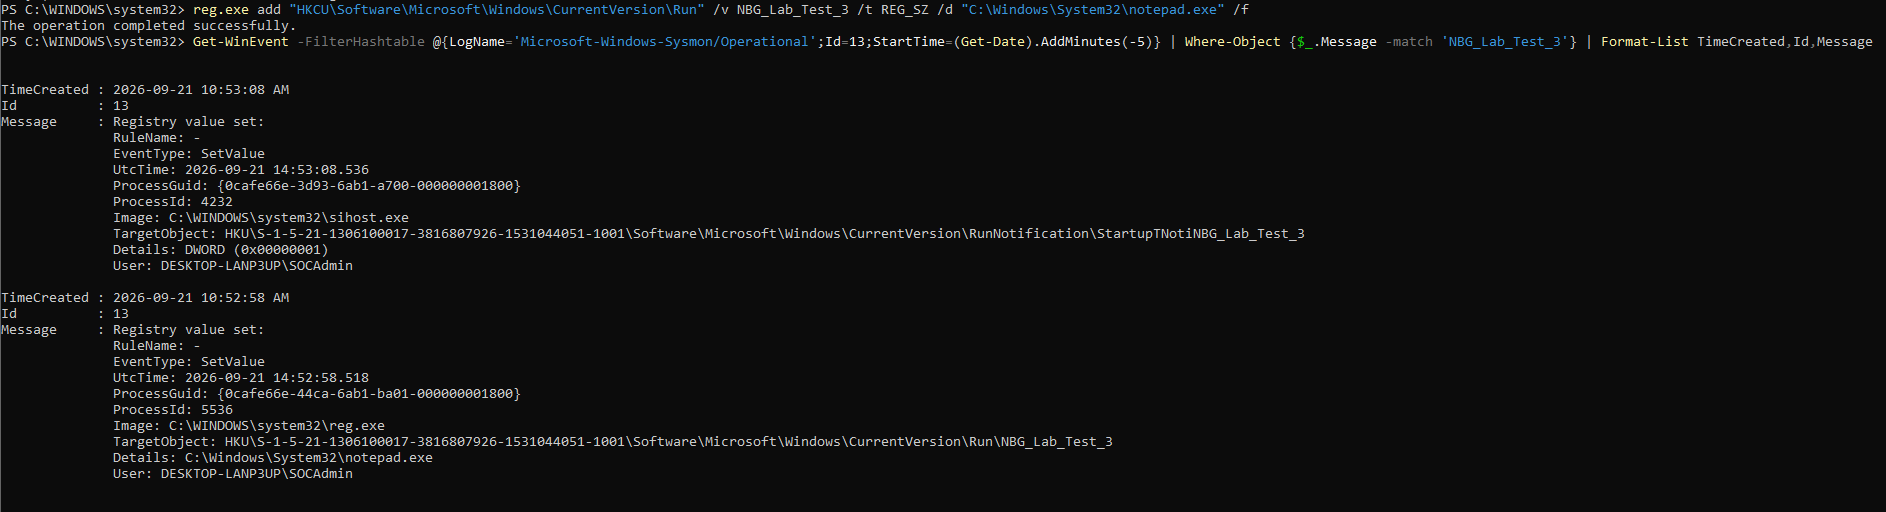 PS C:\WINDOWS\system32> reg.exe add "HKCU\Software\Microsoft\Windows\CurrentVersion\Run" /v NBG_Lab_Test_3 /t REG_SZ /d "C:\Windows\System32\notepad.exe" /f
The operation completed successfully.
PS C:\WINDOWS\system32> Get-WinEvent -FilterHashtable @{LogName='Microsoft-Windows-Sysmon/Operational';Id=13;StartTime=(Get-Date).AddMinutes(-5)} | Where-Object {$_.Message -match 'NBG_Lab_Test_3'} | Format-List TimeCreated,Id,Message
TimeCreated : 2026-09-21 10:53:08 AM
Id          : 13
Message     : Registry value set:
              RuleName: -
              EventType: SetValue
              UtcTime: 2026-09-21 14:53:08.536
              ProcessGuid: {0cafe66e-3d93-6ab1-a700-000000001800}
              ProcessId: 4232
              Image: C:\WINDOWS\system32\sihost.exe
              TargetObject: HKU\S-1-5-21-1306100017-3816807926-1531044051-1001\Software\Microsoft\Windows\CurrentVersion\RunNotification\StartupTNotiNBG_Lab_Test_3
              Details: DWORD (0x00000001)
              User: DESKTOP-LANP3UP\SOCAdmin
TimeCreated : 2026-09-21 10:52:58 AM
Id          : 13
Message     : Registry value set:
              RuleName: -
              EventType: SetValue
              UtcTime: 2026-09-21 14:52:58.518
              ProcessGuid: {0cafe66e-44ca-6ab1-ba01-000000001800}
              ProcessId: 5536
              Image: C:\WINDOWS\system32\reg.exe
              TargetObject: HKU\S-1-5-21-1306100017-3816807926-1531044051-1001\Software\Microsoft\Windows\CurrentVersion\Run\NBG_Lab_Test_3
              Details: C:\Windows\System32\notepad.exe
              User: DESKTOP-LANP3UP\SOCAdmin